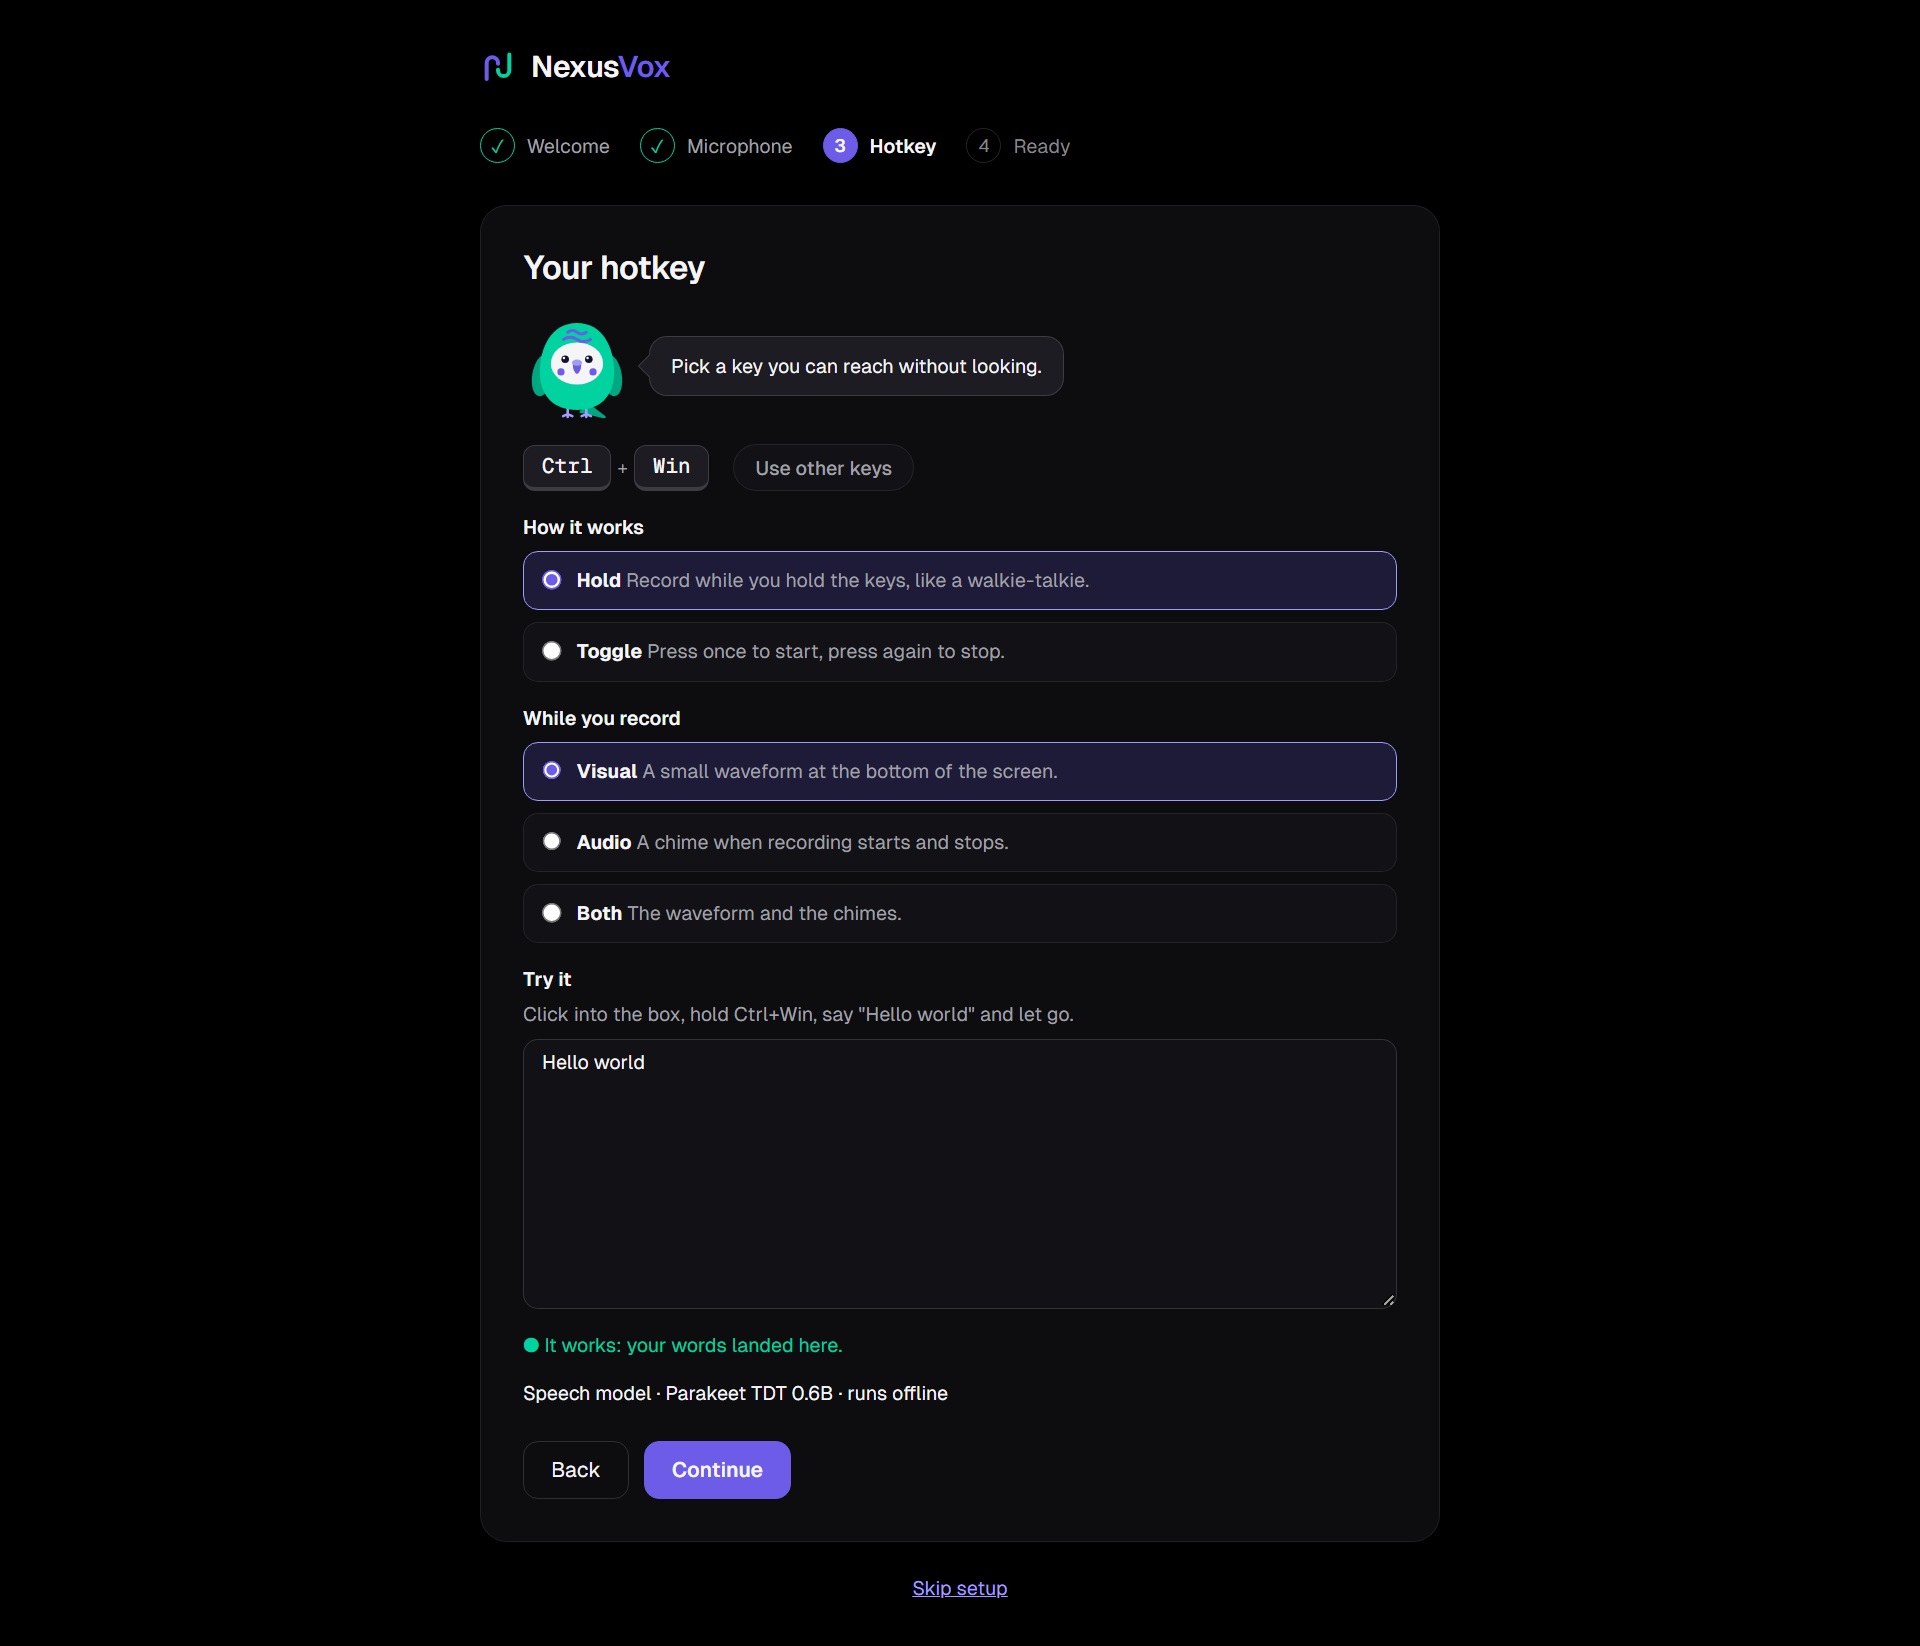 NexusVox
✓ Welcome ✓ Microphone 3 Hotkey 4 Ready
Your hotkey
Pick a key you can reach without looking.
Ctrl + Win Use other keys
How it works
Hold Record while you hold the keys, like a walkie-talkie.
Toggle Press once to start, press again to stop.
While you record
Visual A small waveform at the bottom of the screen.
Audio A chime when recording starts and stops.
Both The waveform and the chimes.
Try it
Click into the box, hold Ctrl+Win, say "Hello world" and let go.
Hello world
It works: your words landed here.
Speech model · Parakeet TDT 0.6B · runs offline
Back Continue
Skip setup